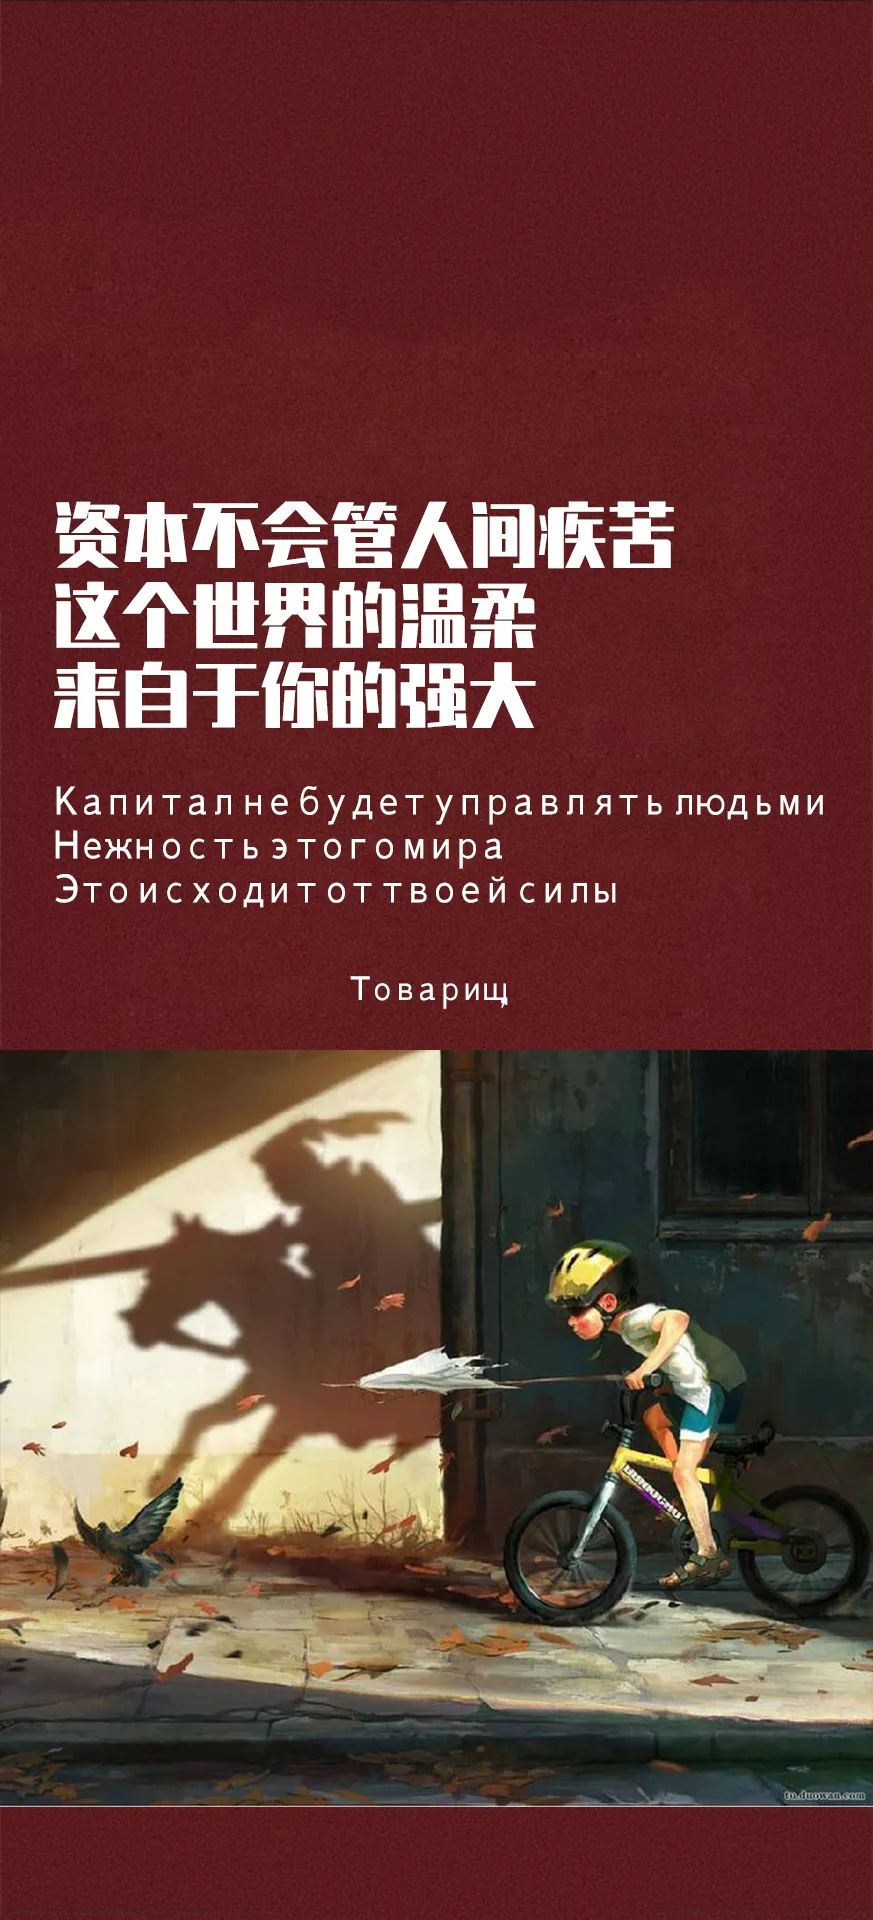 资本不会管人间疾苦
这个世界的温柔
来自于你的强大
Капитал не будет управлять людьми
Нежность этого мира
Это исходит от твоей силы
Товарищ
tu.duowan.com